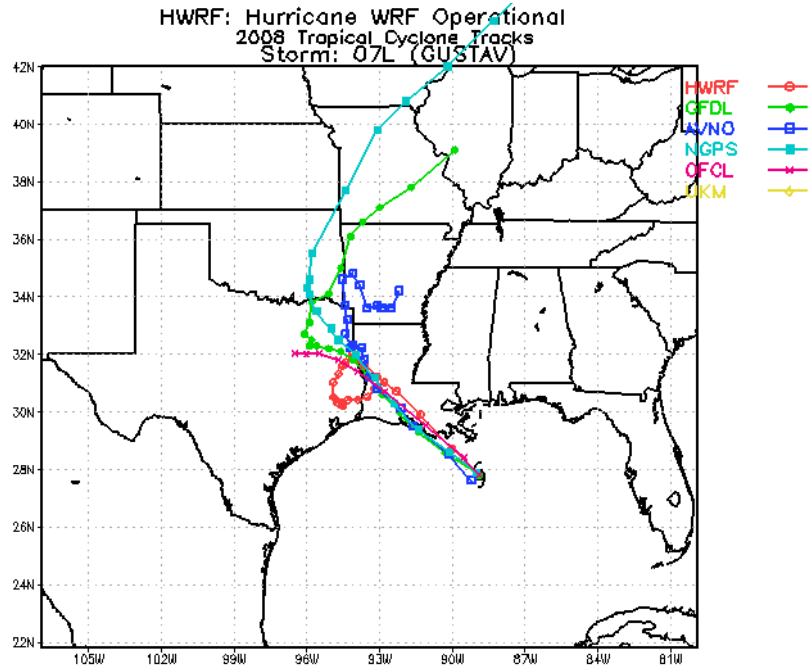 HWRF: Hurricane WRF Operational
2008 Tropical Cyclone Tracks
Storm: 07L (GUSTAV)
42N
40N
38N
36N
34N
32N
30N
28N
26N
24N
22N
105W
102W
99W
96W
93W
90W
87W
84W
81W
HWRF
GFDL
AVNO
NGPS
OFCL
UKM